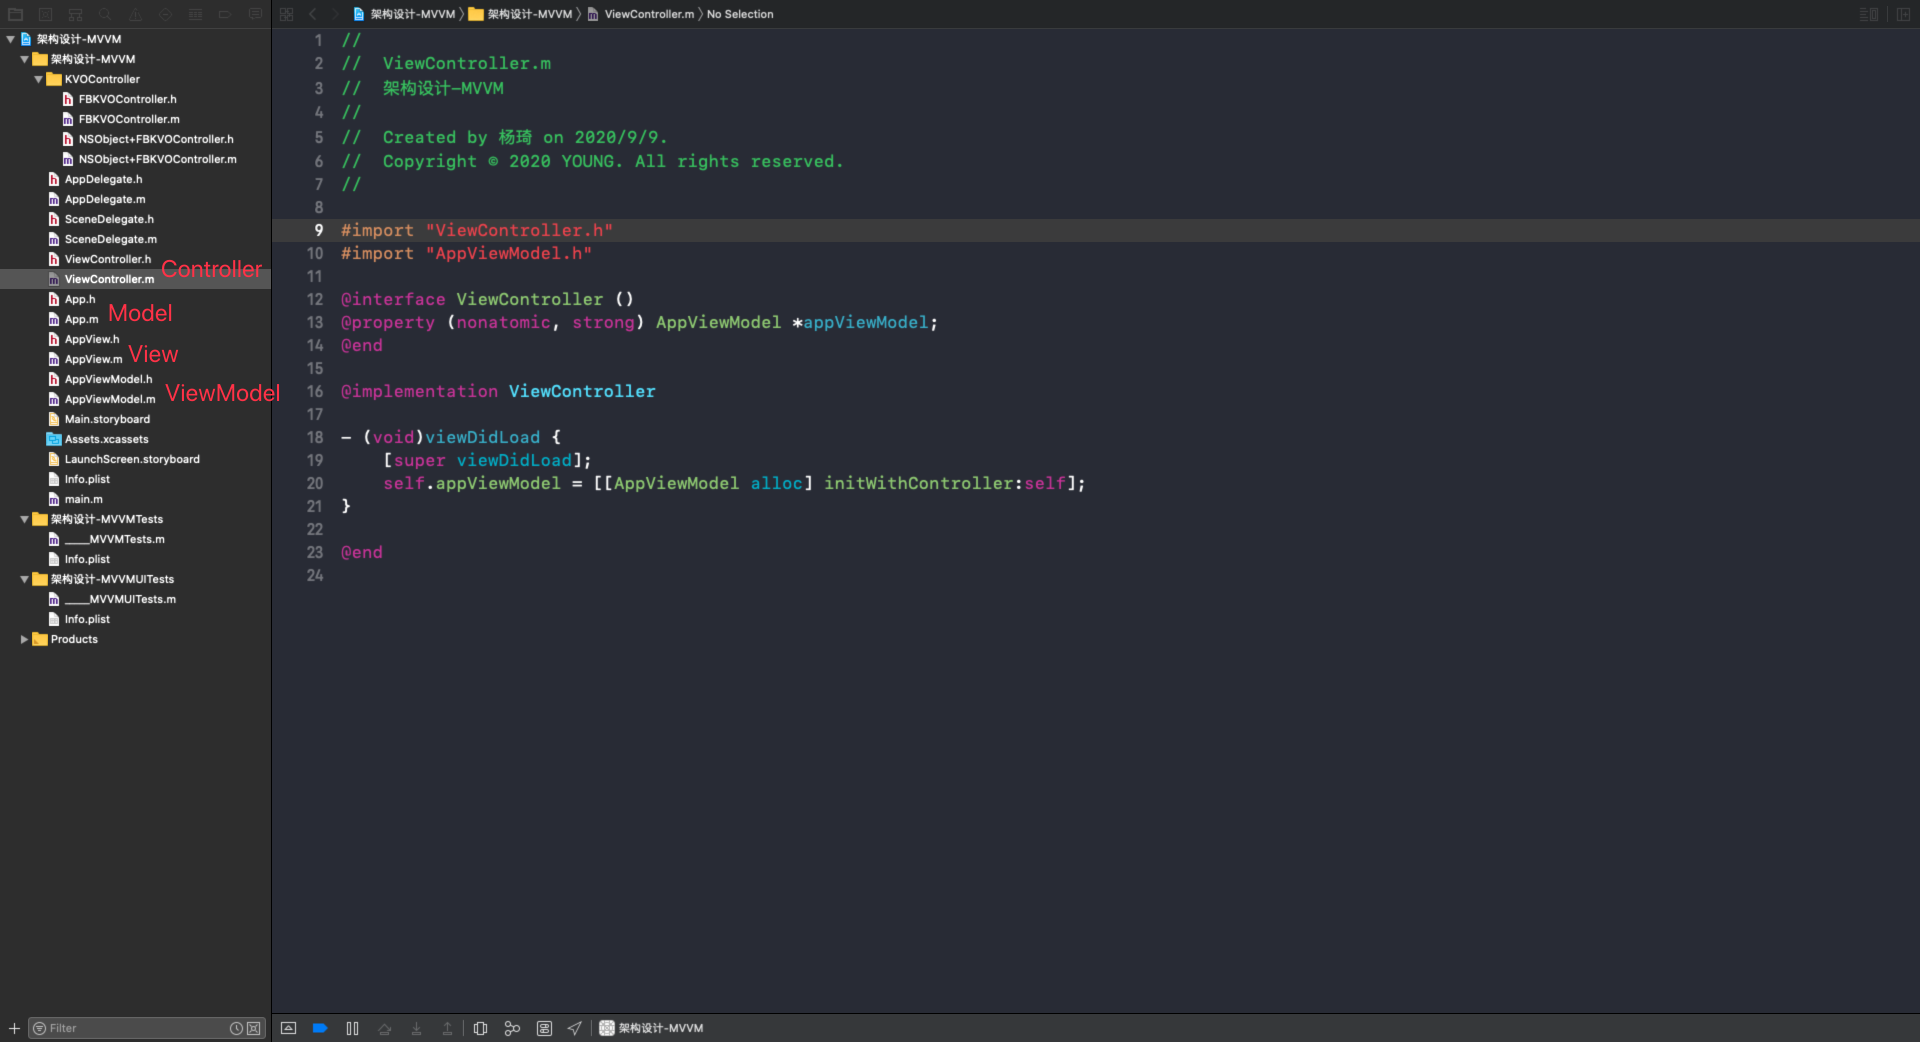 架构设计-MVVM
架构设计-MVVM
KVOController
FBKVOController.h
FBKVOController.m
NSObject+FBKVOController.h
NSObject+FBKVOController.m
AppDelegate.h
AppDelegate.m
SceneDelegate.h
SceneDelegate.m
ViewController.h
ViewController.m Controller
App.h
App.m Model
AppView.h
AppView.m View
AppViewModel.h
AppViewModel.m ViewModel
Main.storyboard
Assets.xcassets
LaunchScreen.storyboard
Info.plist
main.m
架构设计-MVVMTests
_____MVVMTests.m
Info.plist
架构设计-MVVMUITests
_____MVVMUITests.m
Info.plist
Products
Filter
架构设计-MVVM 〉 架构设计-MVVM 〉 ViewController.m 〉 No Selection
1 //
2 //  ViewController.m
3 //  架构设计-MVVM
4 //
5 //  Created by 杨琦 on 2020/9/9.
6 //  Copyright © 2020 YOUNG. All rights reserved.
7 //
8
9 #import "ViewController.h"
10 #import "AppViewModel.h"
11
12 @interface ViewController ()
13 @property (nonatomic, strong) AppViewModel *appViewModel;
14 @end
15
16 @implementation ViewController
17
18 - (void)viewDidLoad {
19     [super viewDidLoad];
20     self.appViewModel = [[AppViewModel alloc] initWithController:self];
21 }
22
23 @end
24
架构设计-MVVM